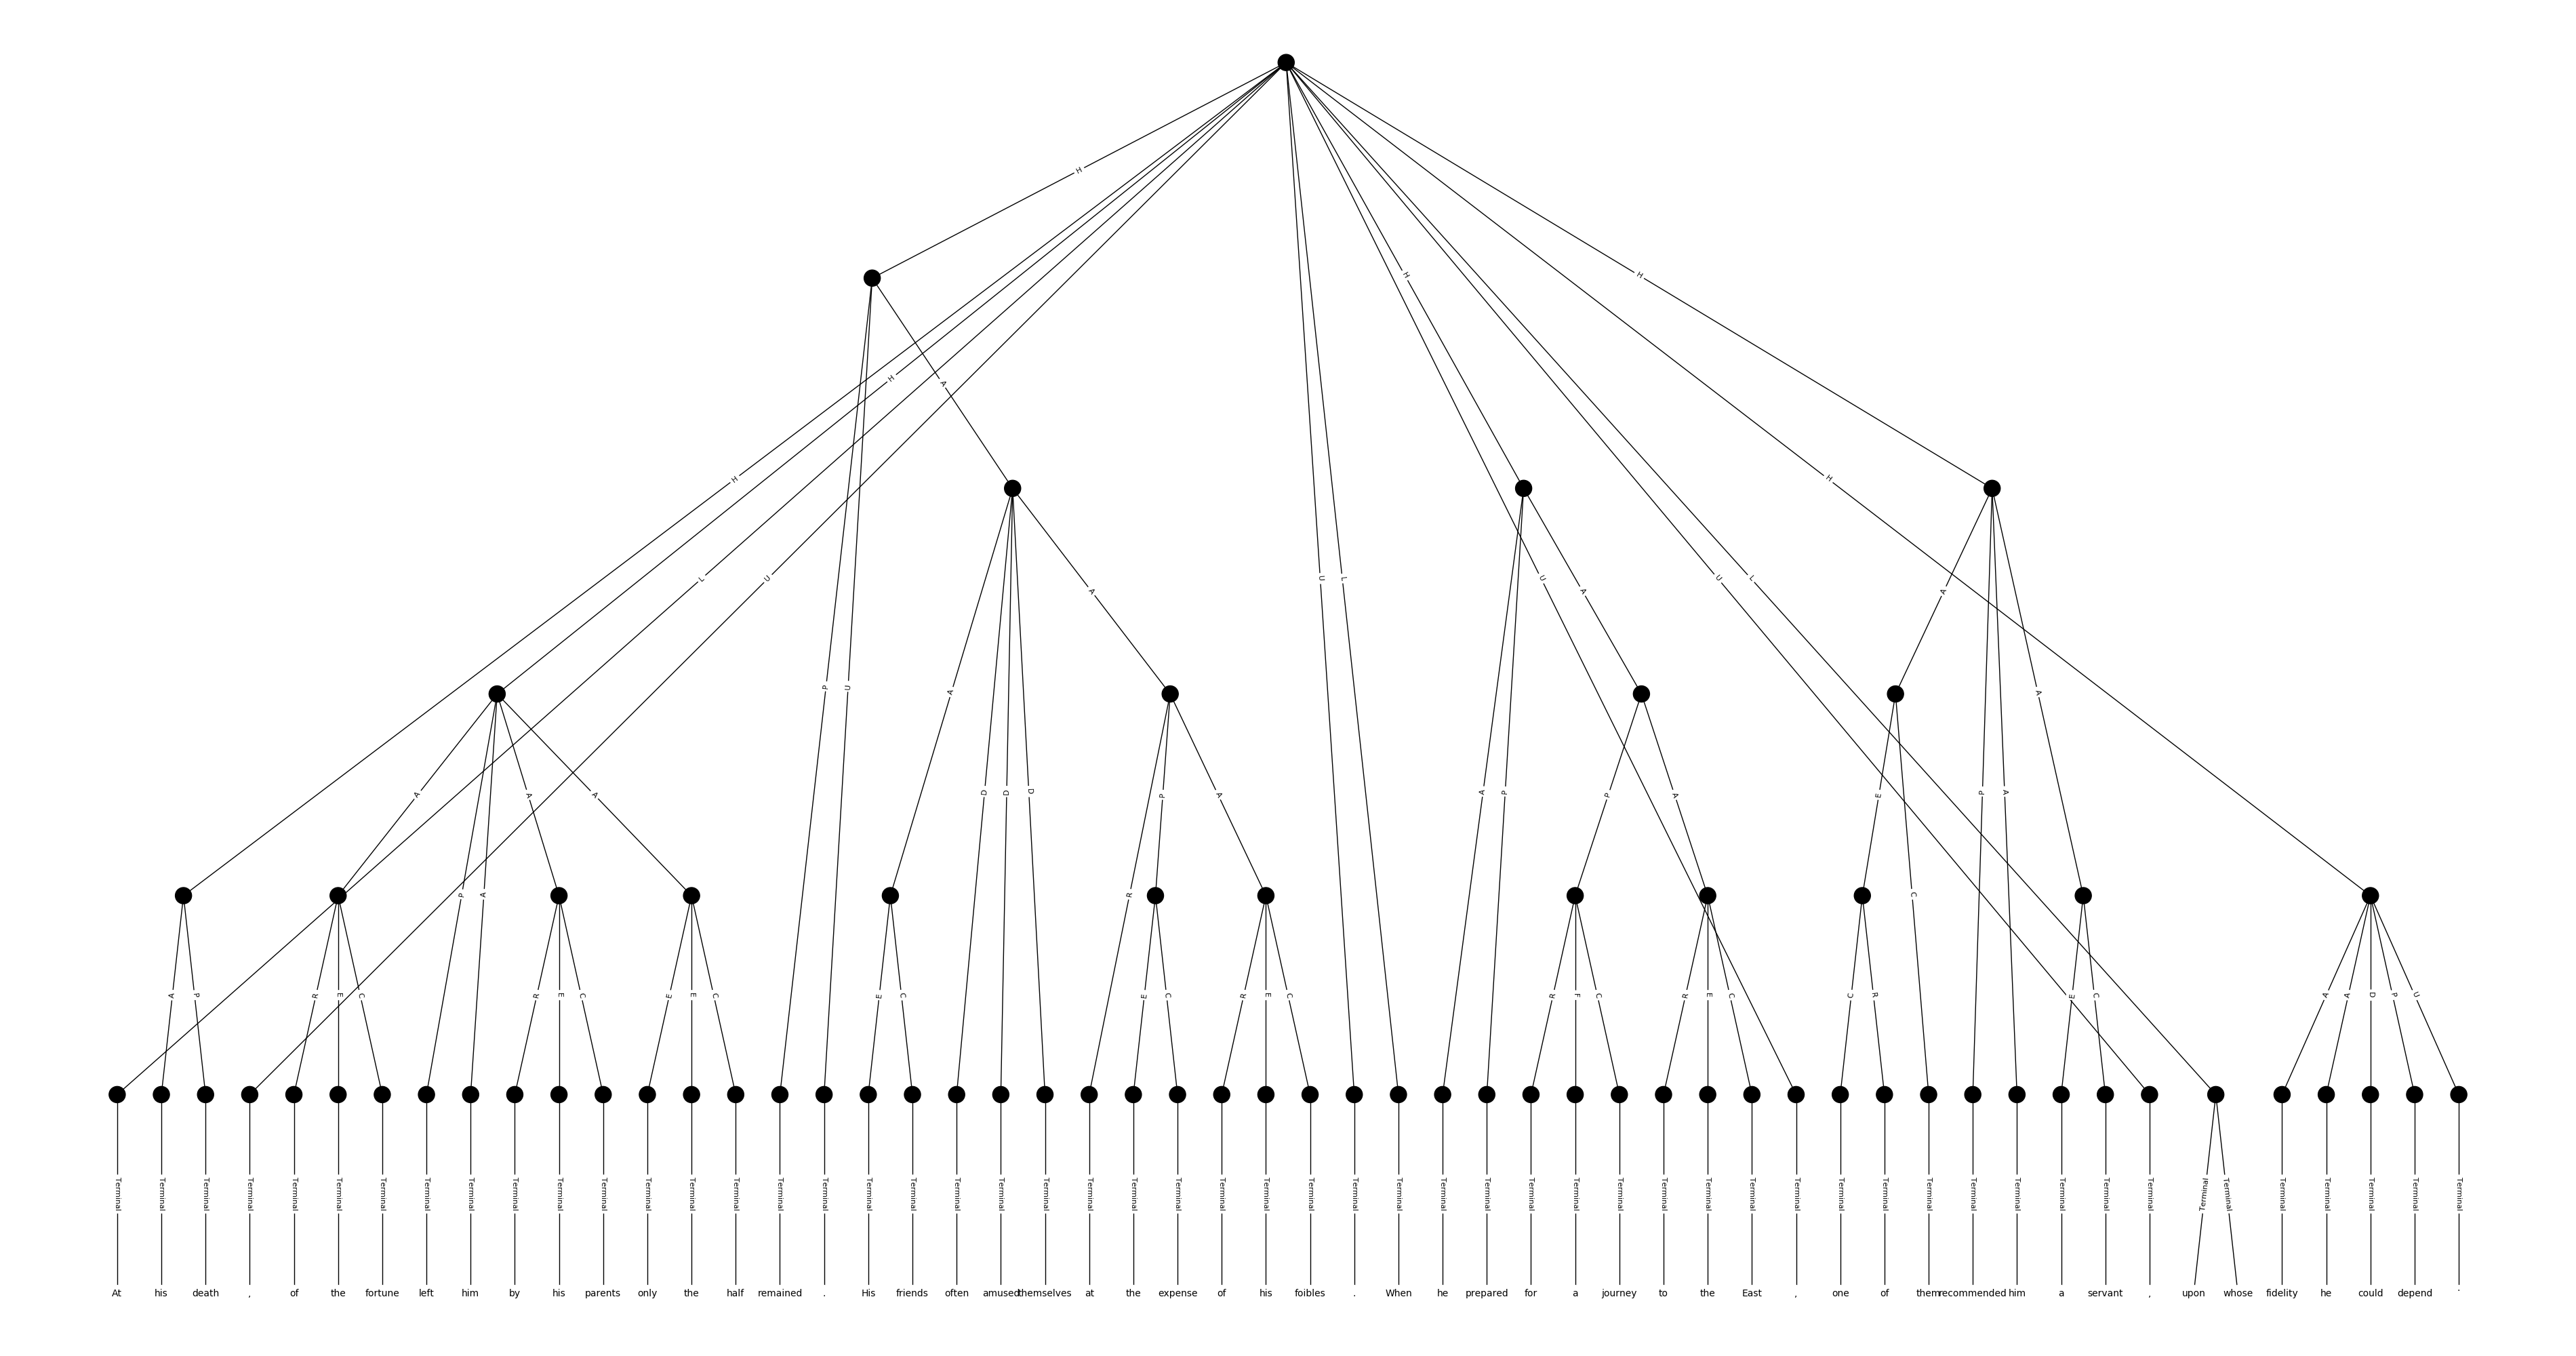 H
H
H
A
H
H
H
L
U
U
L
U
U
L
A
A
A
P
U
A
A
A
A
D
D
D
R
P
A
A
P
P
A
E
P
A
P
A
C
A
P
R
E
C
R
E
C
E
E
C
E
C
E
C
R
E
C
R
F
C
R
E
C
C
R
E
C
A
A
D
P
U
Terminal Terminal Terminal Terminal Terminal Terminal Terminal Terminal Terminal Terminal Terminal Terminal Terminal Terminal Terminal Terminal Terminal Terminal Terminal Terminal Terminal Terminal Terminal Terminal Terminal Terminal Terminal Terminal Terminal Terminal Terminal Terminal Terminal Terminal Terminal Terminal Terminal Terminal Terminal Terminal Terminal Terminal Terminal Terminal Terminal Terminal Terminal Terminal Terminal Terminal Terminal Terminal Terminal
At his death , of the fortune left him by his parents only the half remained . His friends often amused themselves at the expense of his foibles . When he prepared for a journey to the East , one of them recommended him a servant , upon whose fidelity he could depend .